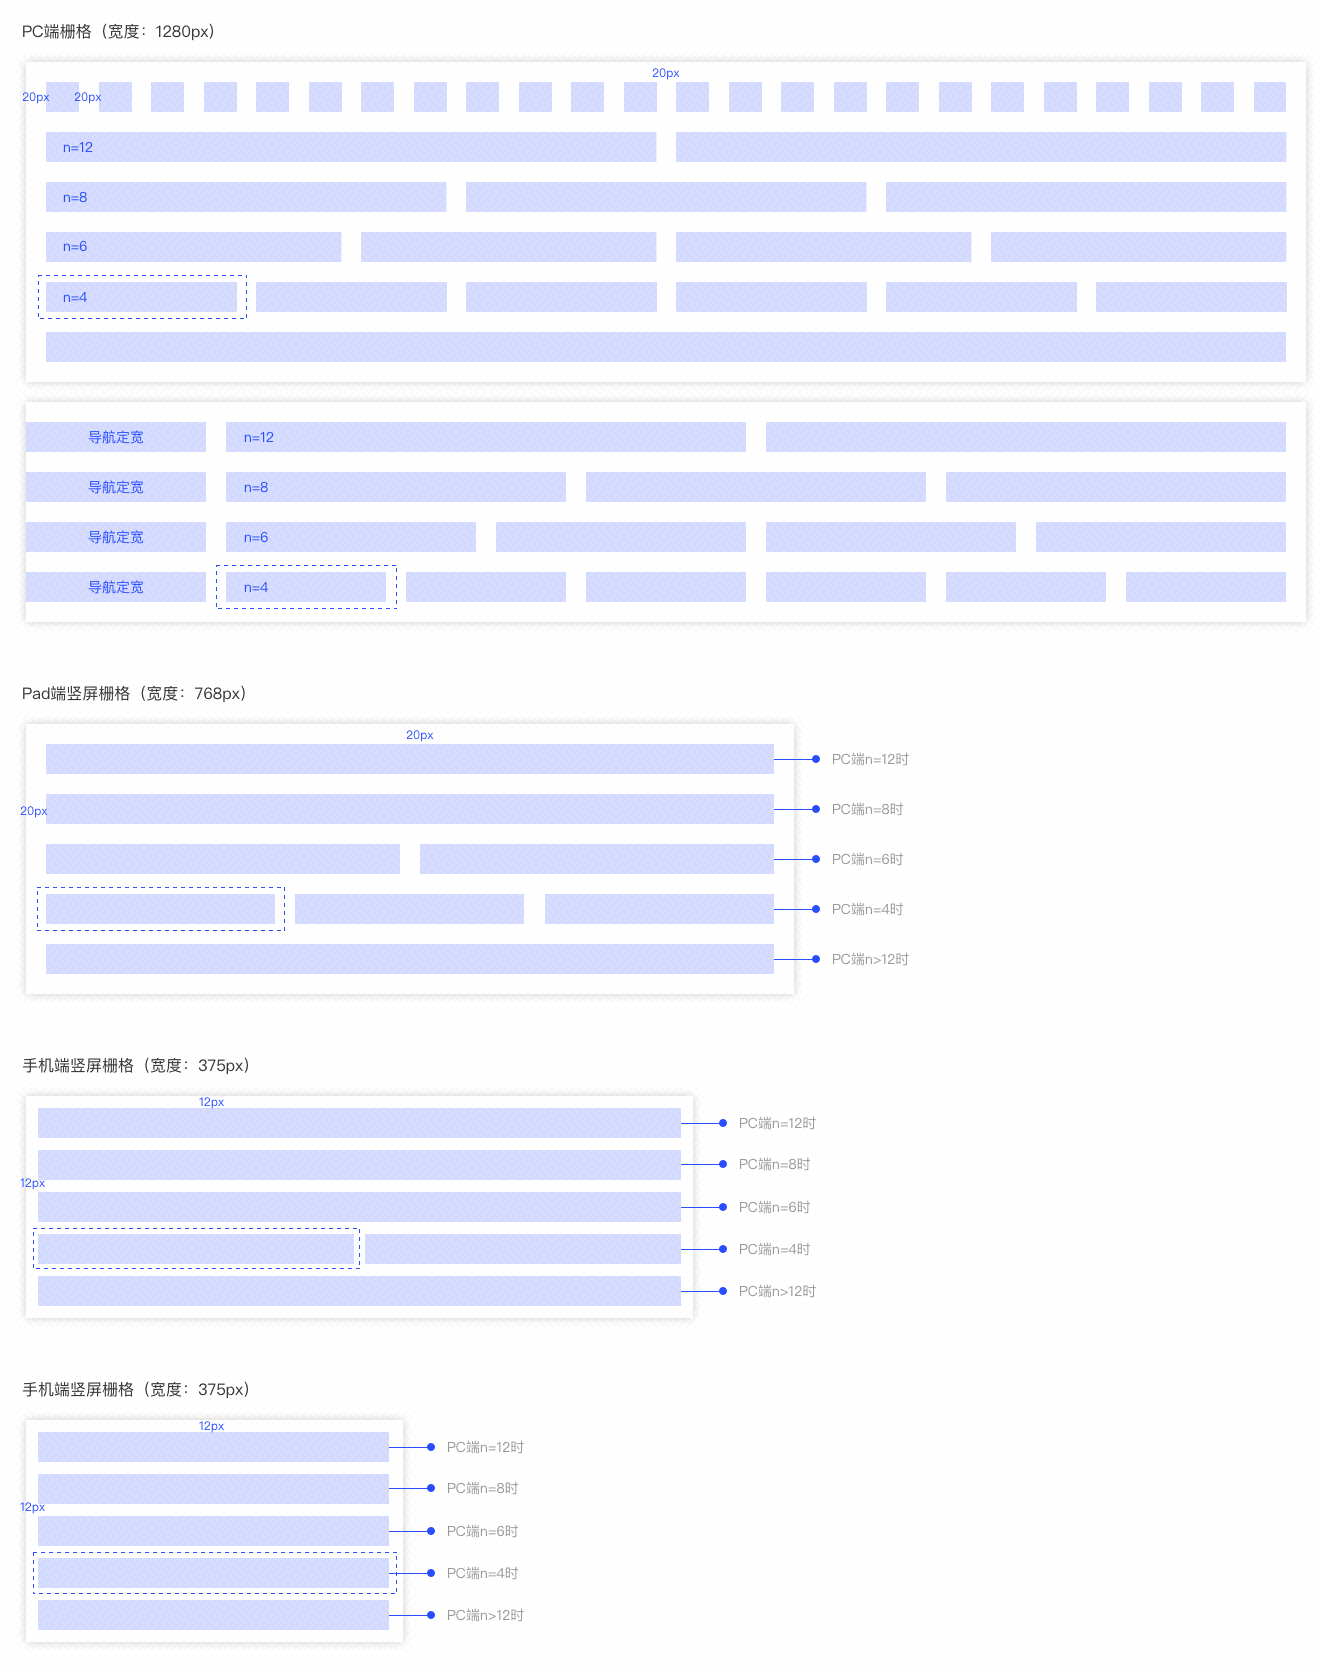 PC端栅格（宽度：1280px）
20px
20px
20px
n=12
n=8
n=6
n=4
导航定宽
n=12
导航定宽
n=8
导航定宽
n=6
导航定宽
n=4
Pad端竖屏栅格（宽度：768px）
20px
PC端n=12时
20px
PC端n=8时
PC端n=6时
PC端n=4时
PC端n>12时
手机端竖屏栅格（宽度：375px）
12px
PC端n=12时
PC端n=8时
12px
PC端n=6时
PC端n=4时
PC端n>12时
手机端竖屏栅格（宽度：375px）
12px
PC端n=12时
PC端n=8时
12px
PC端n=6时
PC端n=4时
PC端n>12时